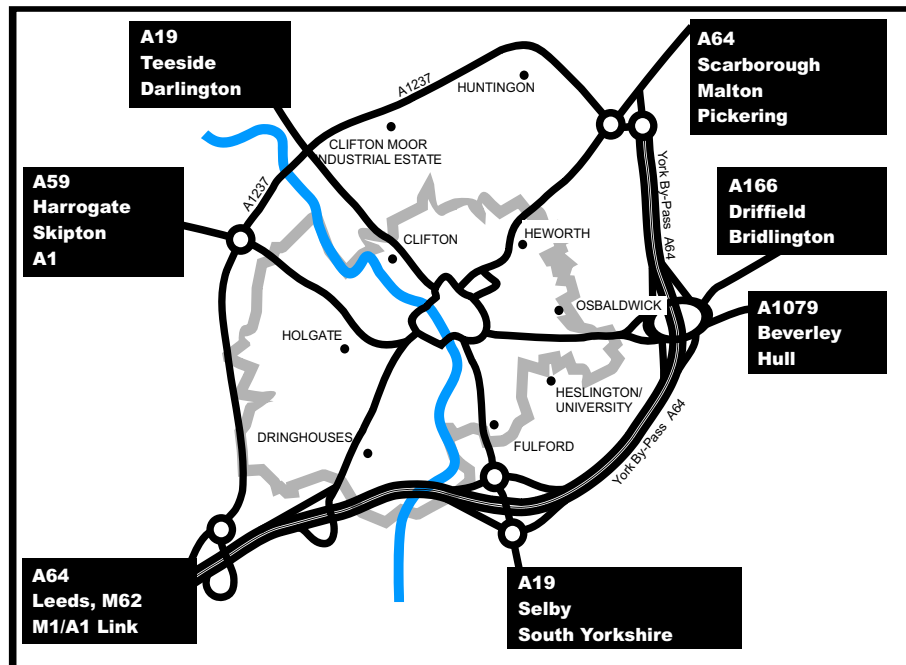 A19
Teeside
Darlington
A64
Scarborough
Malton
Pickering
A1237
HUNTINGON
CLIFTON MOOR
INDUSTRIAL ESTATE
York By-Pass A64
A59
Harrogate
Skipton
A1
A1237
A166
Driffield
Bridlington
CLIFTON
HEWORTH
OSBALDWICK
A1079
Beverley
Hull
HOLGATE
HESLINGTON/
UNIVERSITY
DRINGHOUSES
FULFORD
York By-Pass A64
A64
Leeds, M62
M1/A1 Link
A19
Selby
South Yorkshire